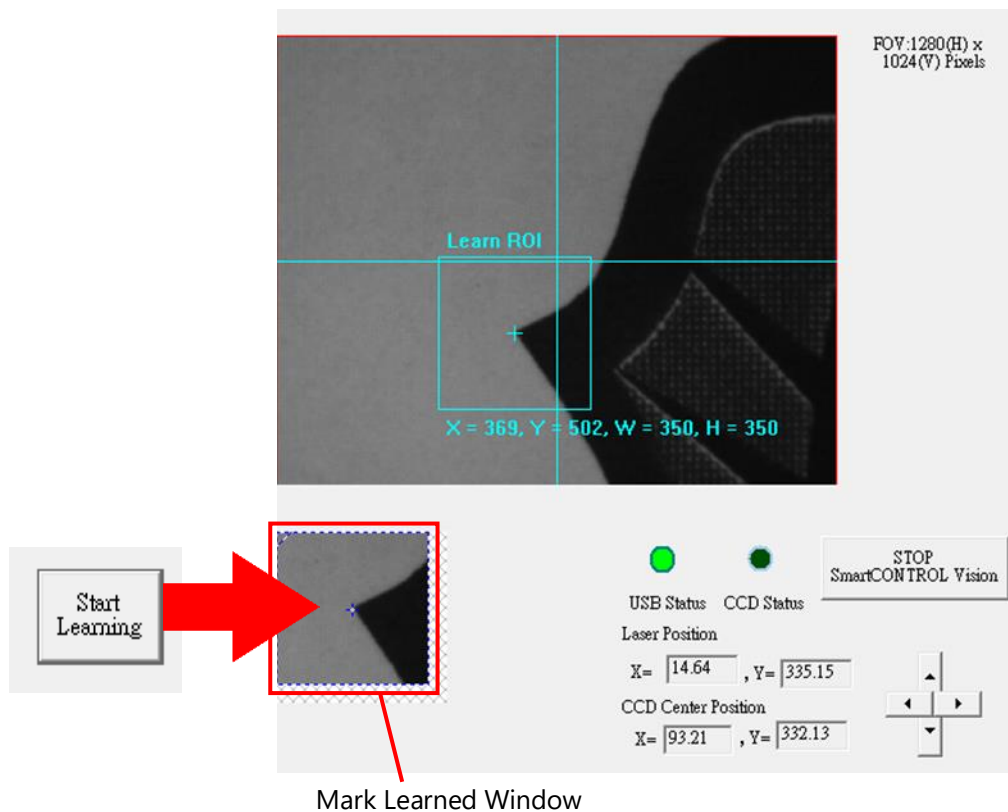 FOV:1280(H) x
1024(V) Pixels
Learn ROI
X = 369, Y = 502, W = 350, H = 350
Start
Learning
STOP
SmartCONTROL Vision
USB Status CCD Status
Laser Position
X= 14.64 , Y= 335.15
CCD Center Position
X= 93.21 , Y= 332.13
Mark Learned Window